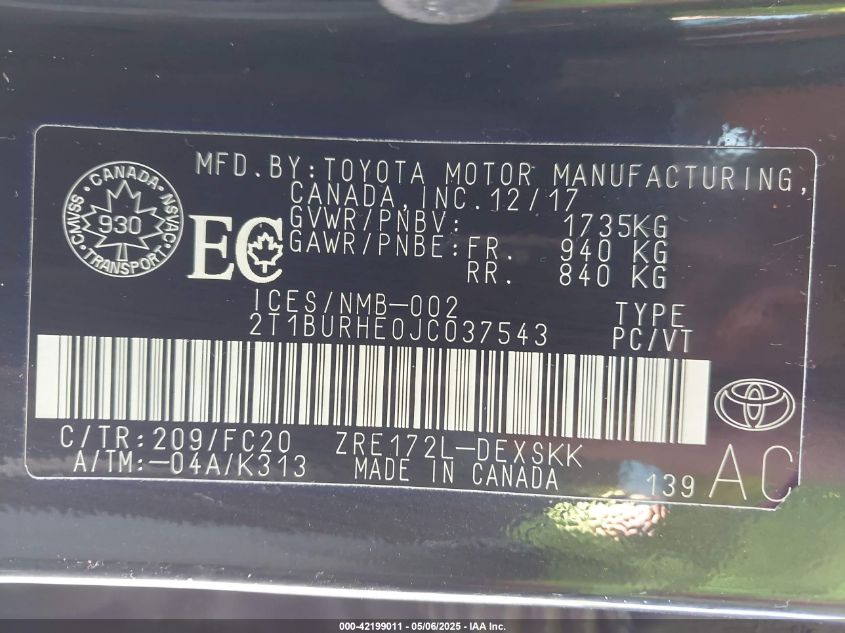 MFD.BY:TOYOTA MOTOR MANUFACTURING,
CANADA,INC.12/17
GVWR/PNBV: 1735KG
GAWR/PNBE:FR. 940 KG
RR. 840 KG
CANADA
CMVSS
NSVAC
930
TRANSPORT
EC
ICES/NMB-002
2T1BURHE0JC037543
TYPE
PC/VT
C/TR:209/FC20 ZRE172L-DEXSKK
A/TM:-04A/K313 MADE IN CANADA
139 AC
000-42199011 - 05/06/2025 - IAA Inc.